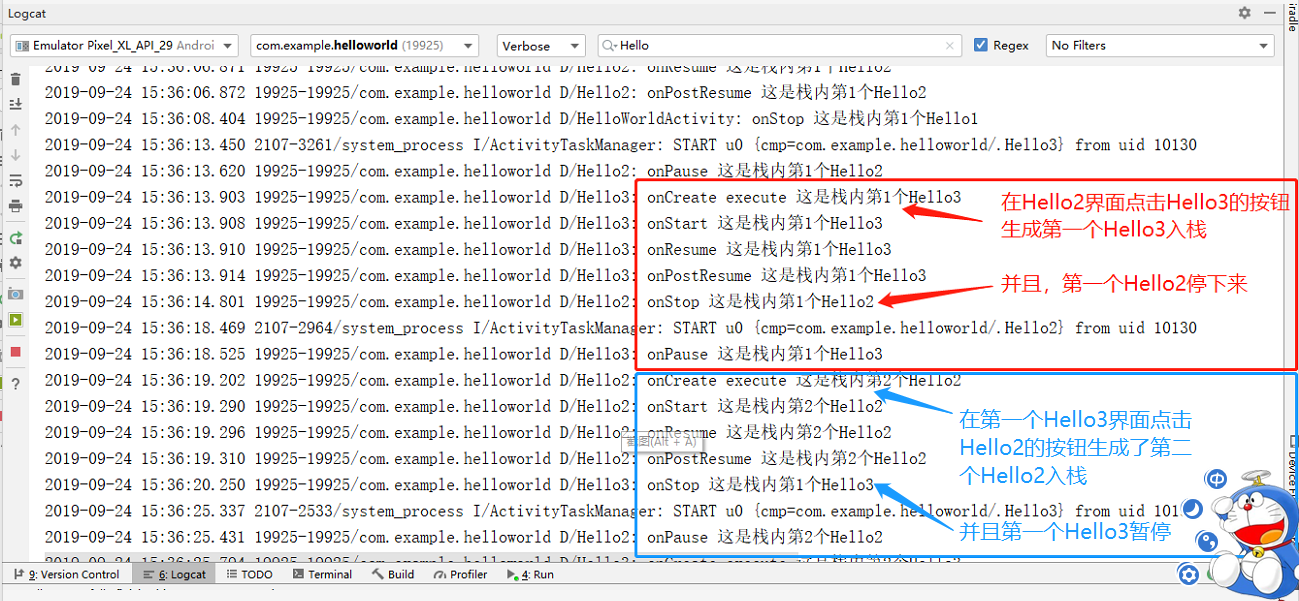 Logcat
Emulator Pixel_XL_API_29 Androi
com.example.helloworld (19925)
Verbose
Hello
Regex
No Filters
2019-09-24 15:36:06.871 19925-19925/com.example.helloworld D/Hello2: onResume 这是栈内第1个Hello2
2019-09-24 15:36:06.872 19925-19925/com.example.helloworld D/Hello2: onPostResume 这是栈内第1个Hello2
2019-09-24 15:36:08.404 19925-19925/com.example.helloworld D/HelloWorldActivity: onStop 这是栈内第1个Hello1
2019-09-24 15:36:13.450 2107-3261/system_process I/ActivityTaskManager: START u0 {cmp=com.example.helloworld/.Hello3} from uid 10130
2019-09-24 15:36:13.620 19925-19925/com.example.helloworld D/Hello2: onPause 这是栈内第1个Hello2
2019-09-24 15:36:13.903 19925-19925/com.example.helloworld D/Hello3: onCreate execute 这是栈内第1个Hello3
2019-09-24 15:36:13.908 19925-19925/com.example.helloworld D/Hello3: onStart 这是栈内第1个Hello3
2019-09-24 15:36:13.910 19925-19925/com.example.helloworld D/Hello3: onResume 这是栈内第1个Hello3
2019-09-24 15:36:13.914 19925-19925/com.example.helloworld D/Hello3: onPostResume 这是栈内第1个Hello3
2019-09-24 15:36:14.801 19925-19925/com.example.helloworld D/Hello2: onStop 这是栈内第1个Hello2
2019-09-24 15:36:18.469 2107-2964/system_process I/ActivityTaskManager: START u0 {cmp=com.example.helloworld/.Hello2} from uid 10130
2019-09-24 15:36:18.525 19925-19925/com.example.helloworld D/Hello3: onPause 这是栈内第1个Hello3
2019-09-24 15:36:19.202 19925-19925/com.example.helloworld D/Hello2: onCreate execute 这是栈内第2个Hello2
2019-09-24 15:36:19.290 19925-19925/com.example.helloworld D/Hello2: onStart 这是栈内第2个Hello2
2019-09-24 15:36:19.296 19925-19925/com.example.helloworld D/Hello2: onResume 这是栈内第2个Hello2
2019-09-24 15:36:19.310 19925-19925/com.example.helloworld D/Hello2: onPostResume 这是栈内第2个Hello2
2019-09-24 15:36:20.250 19925-19925/com.example.helloworld D/Hello3: onStop 这是栈内第1个Hello3
2019-09-24 15:36:25.337 2107-2533/system_process I/ActivityTaskManager: START u0 {cmp=com.example.helloworld/.Hello3} from uid 101
2019-09-24 15:36:25.431 19925-19925/com.example.helloworld D/Hello2: onPause 这是栈内第2个Hello2
在Hello2界面点击Hello3的按钮
生成第一个Hello3入栈
并且，第一个Hello2停下来
在第一个Hello3界面点击
Hello2的按钮生成了第二
个Hello2入栈
并且第一个Hello3暂停
截图(Alt + A)
中
9: Version Control
6: Logcat
TODO
Terminal
Build
Profiler
4: Run